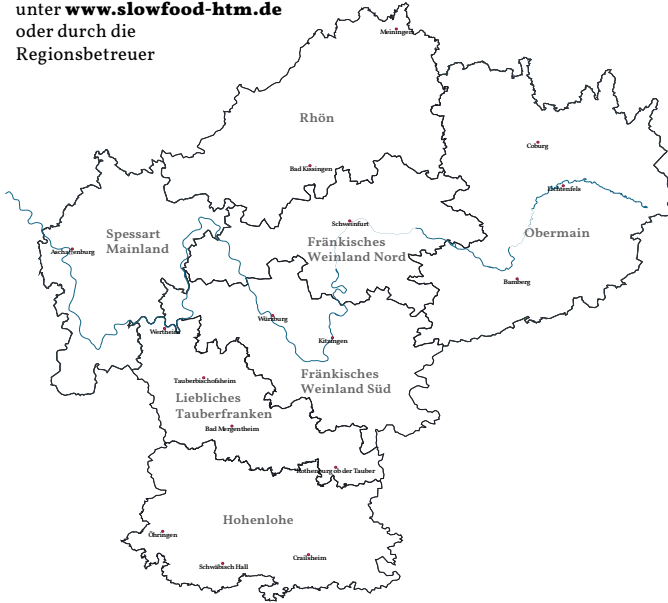 unter www.slowfood-htm.de
oder durch die
Regionsbetreuer
Meiningen
Rhön
Coburg
Bad Kissingen
Lichtenfels
Schweinfurt
Spessart
Mainland
Obermain
Fränkisches
Weinland Nord
Aschaffenburg
Bamberg
Würzburg
Wertheim
Kitzingen
Fränkisches
Weinland Süd
Tauberbischofsheim
Liebliches
Tauberfranken
Bad Mergentheim
Rothenburg ob der Tauber
Hohenlohe
Öhringen
Crailsheim
Schwäbisch Hall